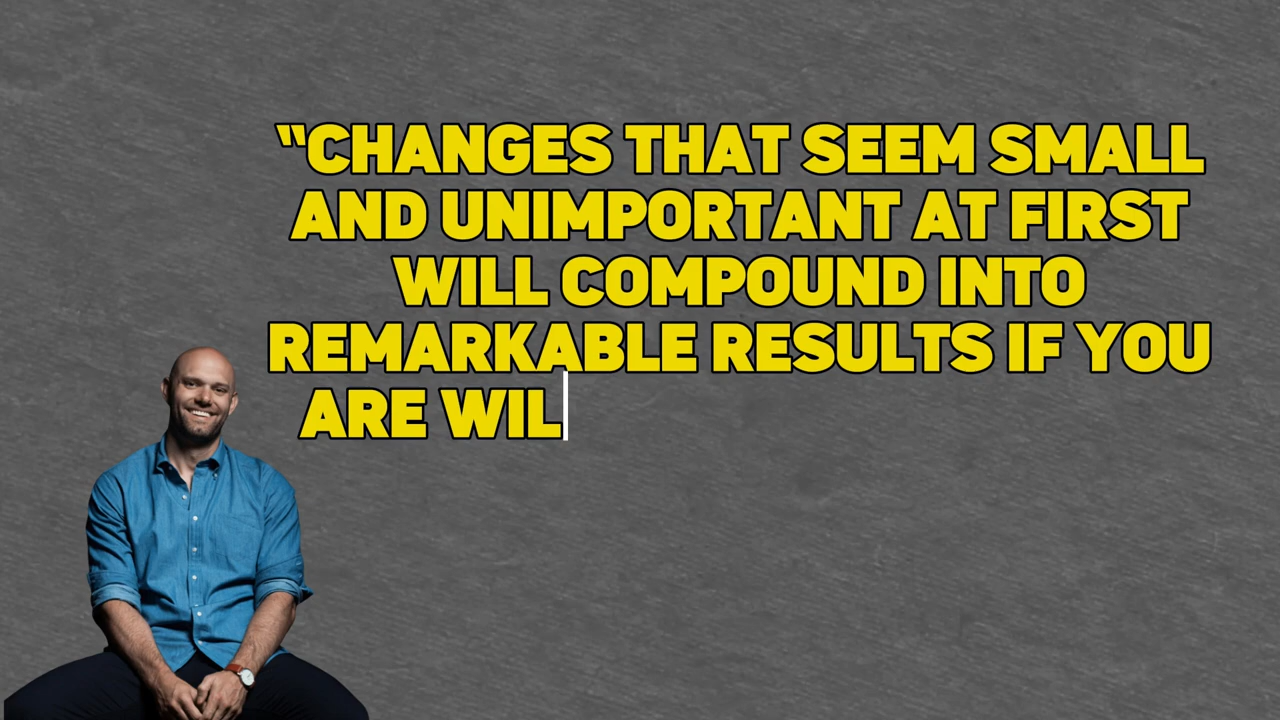 “CHANGES THAT SEEM SMALL
AND UNIMPORTANT AT FIRST
WILL COMPOUND INTO
REMARKABLE RESULTS IF YOU
ARE WIL